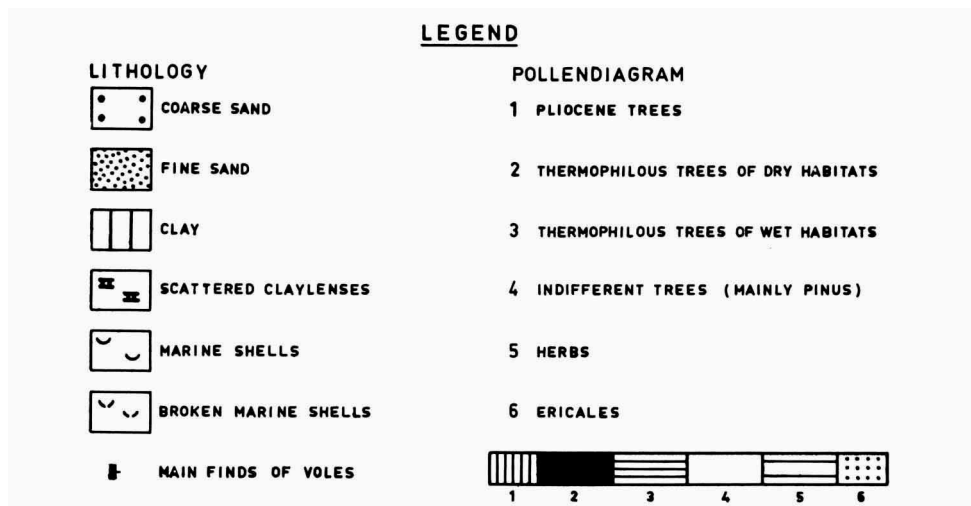 LEGEND
LITHOLOGY
COARSE SAND
FINE SAND
CLAY
SCATTERED CLAYLENSES
MARINE SHELLS
BROKEN MARINE SHELLS
MAIN FINDS OF VOLES
POLLENDIAGRAM
1 PLIOCENE TREES
2 THERMOPHILOUS TREES OF DRY HABITATS
3 THERMOPHILOUS TREES OF WET HABITATS
4 INDIFFERENT TREES (MAINLY PINUS)
5 HERBS
6 ERICALES
1 2 3 4 5 6